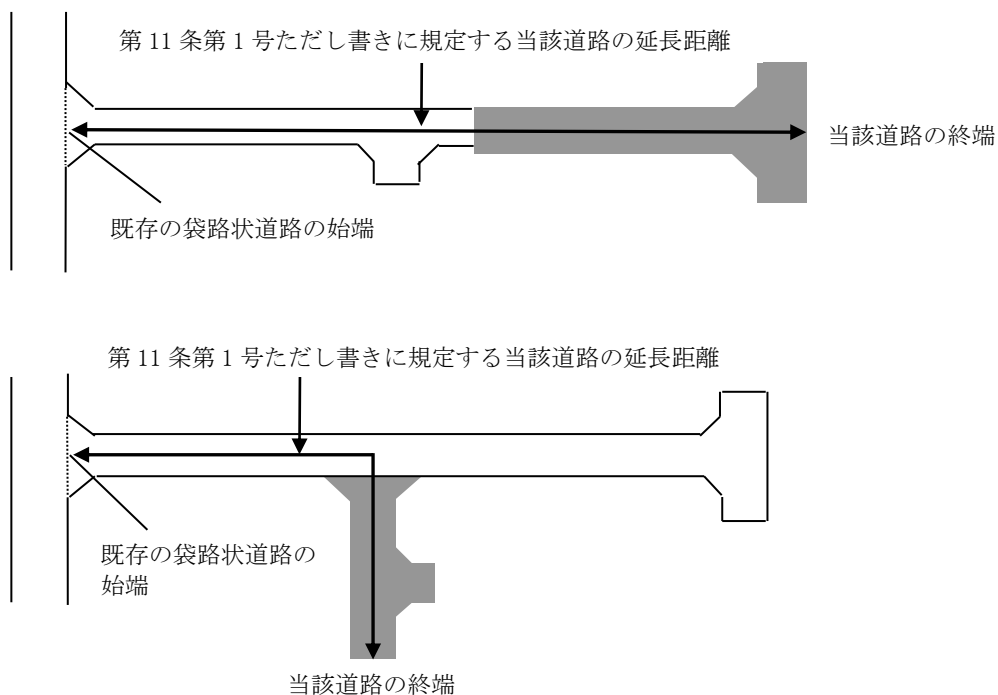 第 11 条第 1 号ただし書きに規定する当該道路の延長距離
当該道路の終端
既存の袋路状道路の始端
第 11 条第 1 号ただし書きに規定する当該道路の延長距離
既存の袋路状道路の
始端
当該道路の終端